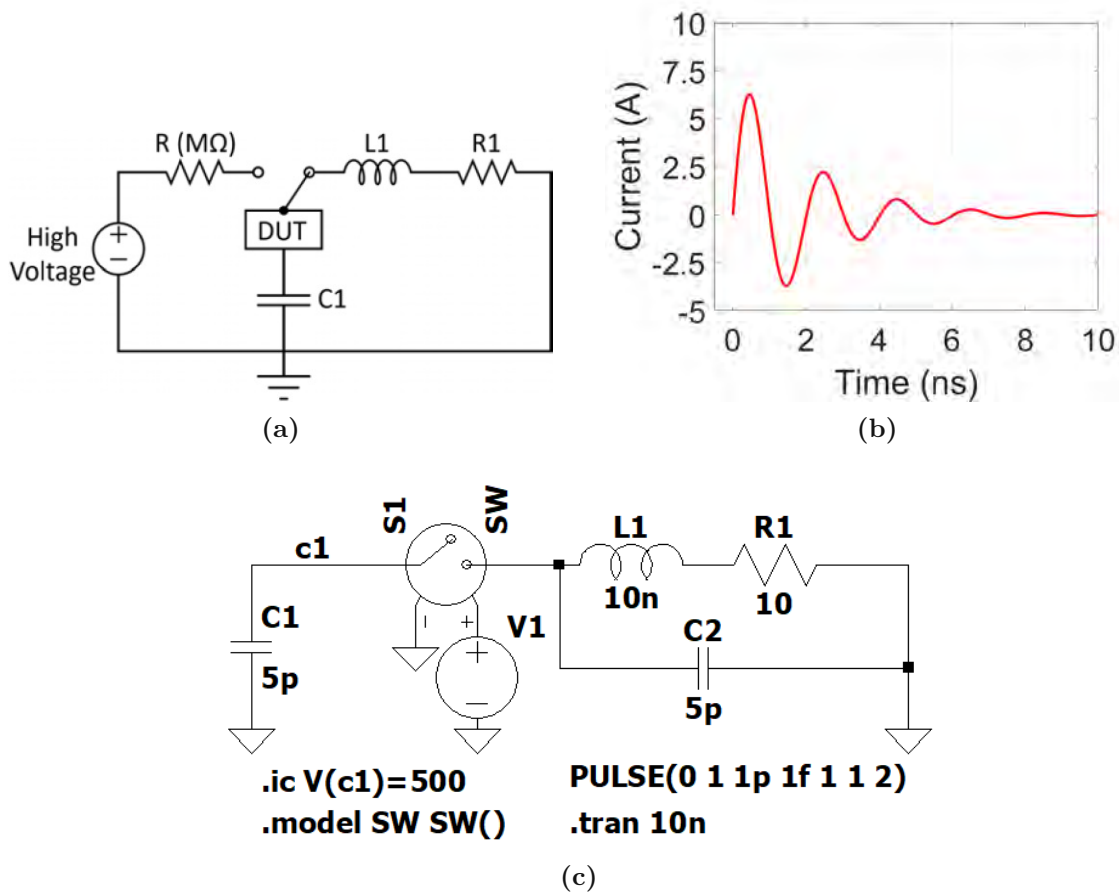 R (MΩ)
L1
R1
DUT
High
Voltage
+
−
C1
(a)
10
7.5
5
2.5
0
-2.5
-5
Current (A)
0 2 4 6 8 10
Time (ns)
(b)
S1
SW
L1
R1
c1
10n
10
C1
V1
C2
5p
5p
.ic V(c1)=500
PULSE(0 1 1p 1f 1 1 2)
.model SW SW()
.tran 10n
(c)